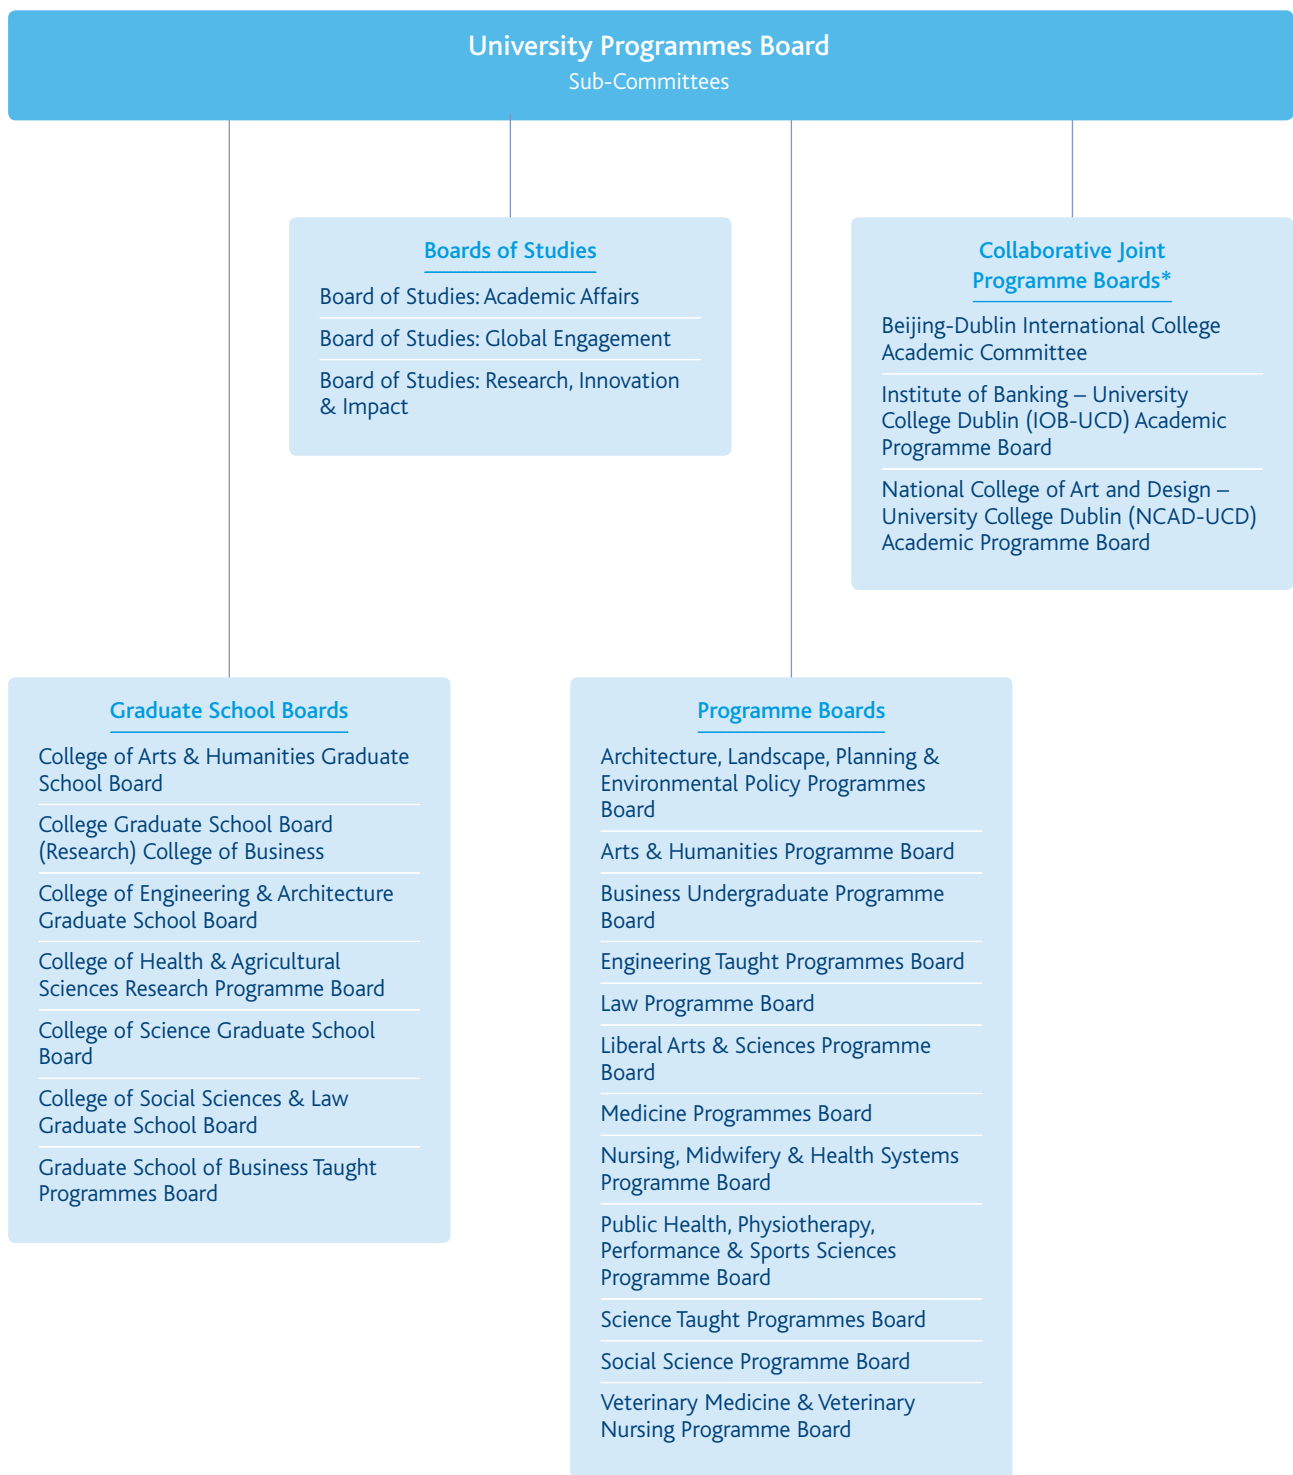 University Programmes Board
Sub-Committees
Boards of Studies
Board of Studies: Academic Affairs
Board of Studies: Global Engagement
Board of Studies: Research, Innovation
& Impact
Collaborative Joint
Programme Boards*
Beijing-Dublin International College
Academic Committee
Institute of Banking – University
College Dublin (IOB-UCD) Academic
Programme Board
National College of Art and Design –
University College Dublin (NCAD-UCD)
Academic Programme Board
Graduate School Boards
College of Arts & Humanities Graduate
School Board
College Graduate School Board
(Research) College of Business
College of Engineering & Architecture
Graduate School Board
College of Health & Agricultural
Sciences Research Programme Board
College of Science Graduate School
Board
College of Social Sciences & Law
Graduate School Board
Graduate School of Business Taught
Programmes Board
Programme Boards
Architecture, Landscape, Planning &
Environmental Policy Programmes
Board
Arts & Humanities Programme Board
Business Undergraduate Programme
Board
Engineering Taught Programmes Board
Law Programme Board
Liberal Arts & Sciences Programme
Board
Medicine Programmes Board
Nursing, Midwifery & Health Systems
Programme Board
Public Health, Physiotherapy,
Performance & Sports Sciences
Programme Board
Science Taught Programmes Board
Social Science Programme Board
Veterinary Medicine & Veterinary
Nursing Programme Board